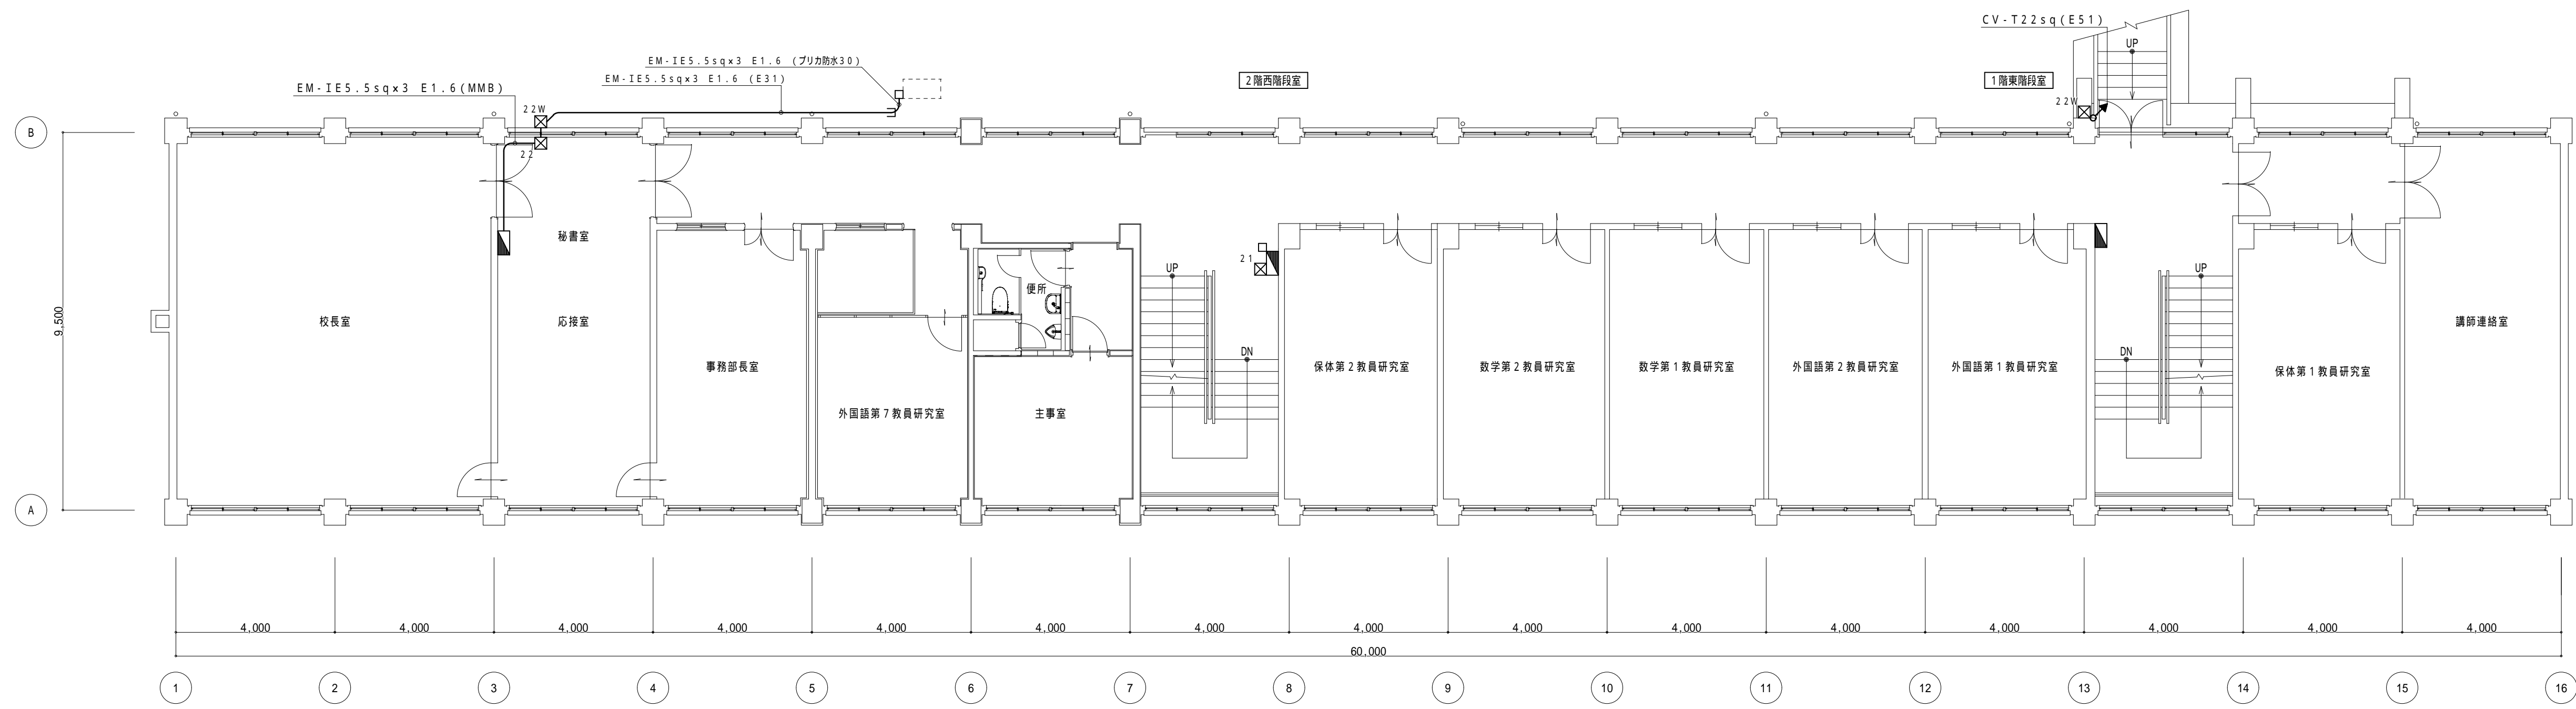 CV-T22sq(E51)
UP
EM-IE5.5sq×3 E1.6 (プリカ防水30)
EM-IE5.5sq×3 E1.6 (E31)
EM-IE5.5sq×3 E1.6(MMB)
2階西階段室
1階東階段室
22W
22W
B
22
秘書室
21
UP
UP
便所
9,500
校長室
応接室
講師連絡室
DN
DN
事務部長室
保体第2教員研究室
数学第2教員研究室
数学第1教員研究室
外国語第2教員研究室
外国語第1教員研究室
保体第1教員研究室
外国語第7教員研究室
主事室
A
4,000 4,000 4,000 4,000 4,000 4,000 4,000 4,000 4,000 4,000 4,000 4,000 4,000 4,000 4,000
60,000
1 2 3 4 5 6 7 8 9 10 11 12 13 14 15 16